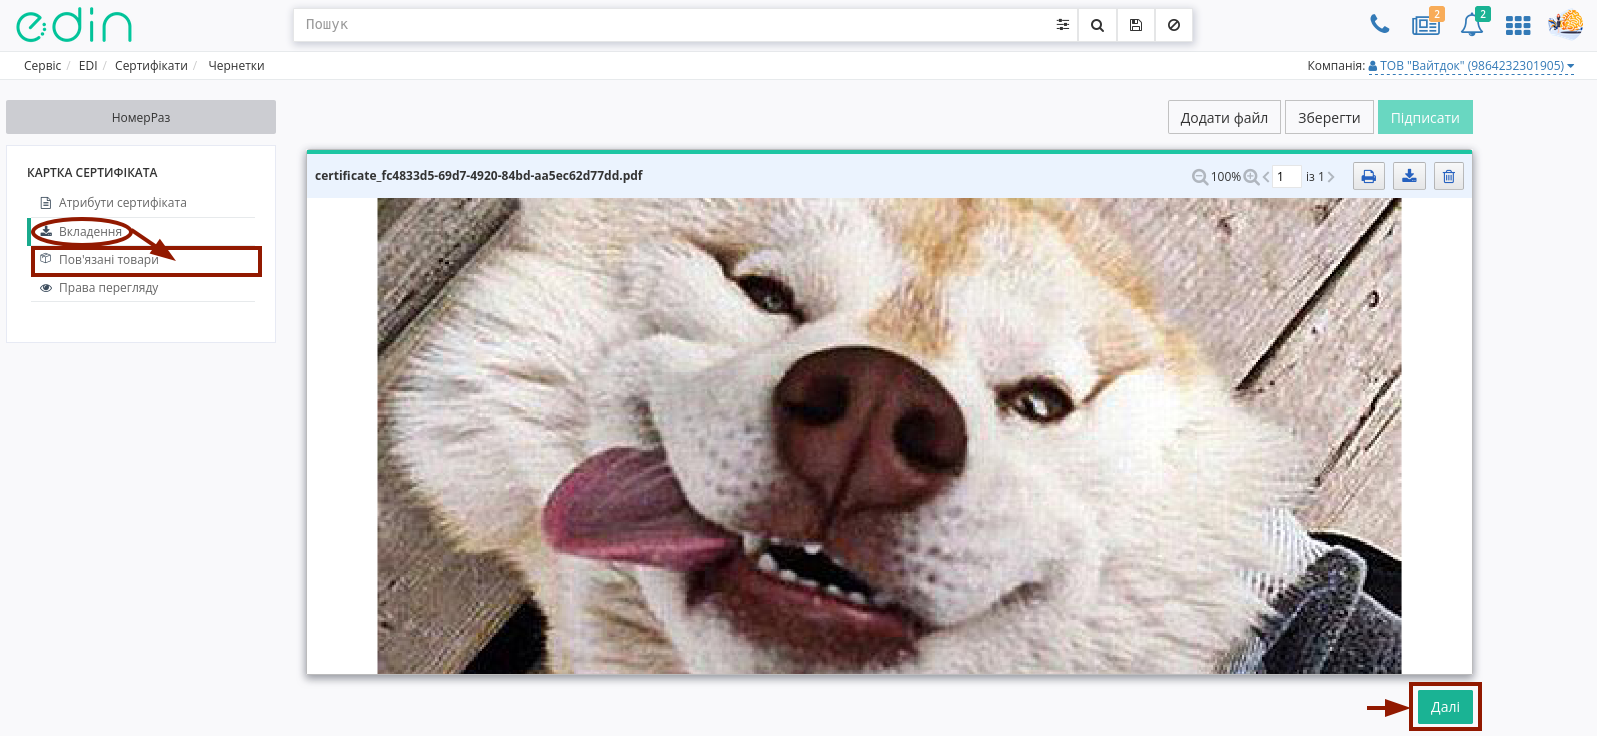 edin
Пошук
2
2
Сервіс / EDI / Сертифікати / Чернетки
Компанія: ТОВ "Вайтдок" (9864232301905)
НомерРаз
Додати файл
Зберегти
Підписати
КАРТКА СЕРТИФІКАТА
Атрибути сертифіката
Вкладення
Пов'язані товари
Права перегляду
certificate_fc4833d5-69d7-4920-84bd-aa5ec62d77dd.pdf
100%
1 із 1
Далі